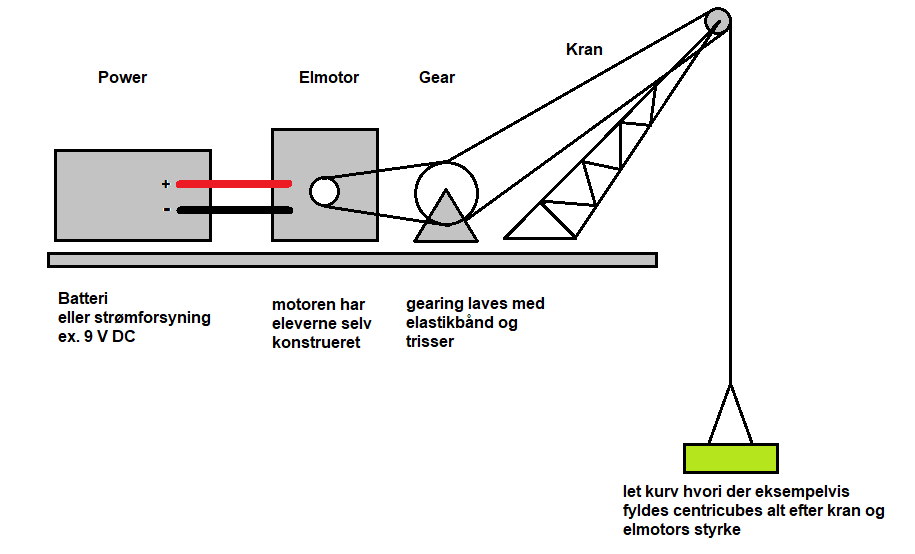 Power
Elmotor
Gear
Kran
+
-
Batteri
eller strømforsyning
ex. 9 V DC
motoren har
eleverne selv
konstrueret
gearing laves med
elastikbånd og
trisser
let kurv hvori der eksempelvis
fyldes centricubes alt efter kran og
elmotors styrke